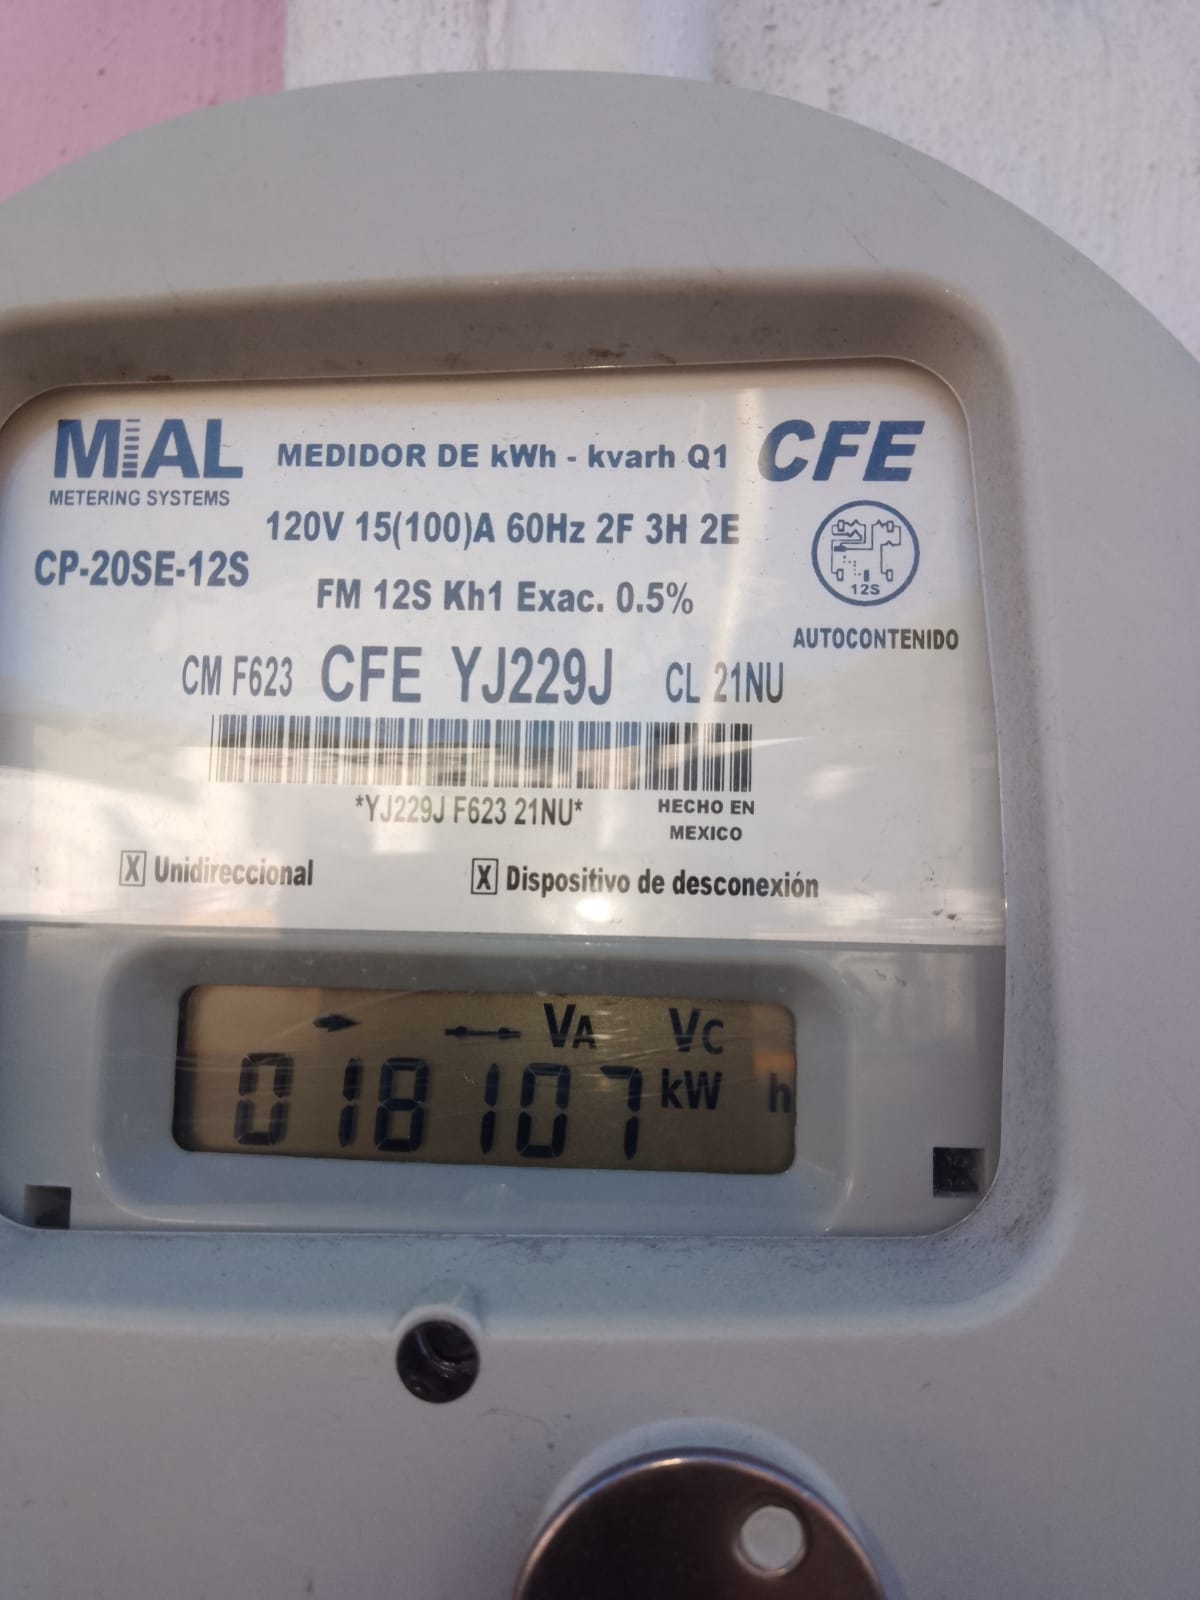 MIAL
METERING SYSTEMS
MEDIDOR DE kWh - kvarh Q1
CFE
120V 15(100)A 60Hz 2F 3H 2E
CP-20SE-12S
FM 12S Kh1 Exac. 0.5%
12S
AUTOCONTENIDO
CM F623 CFE YJ229J CL 21NU
*YJ229J F623 21NU*
HECHO EN
MEXICO
X Unidireccional
X Dispositivo de desconexión
VA VC
018107 kW h